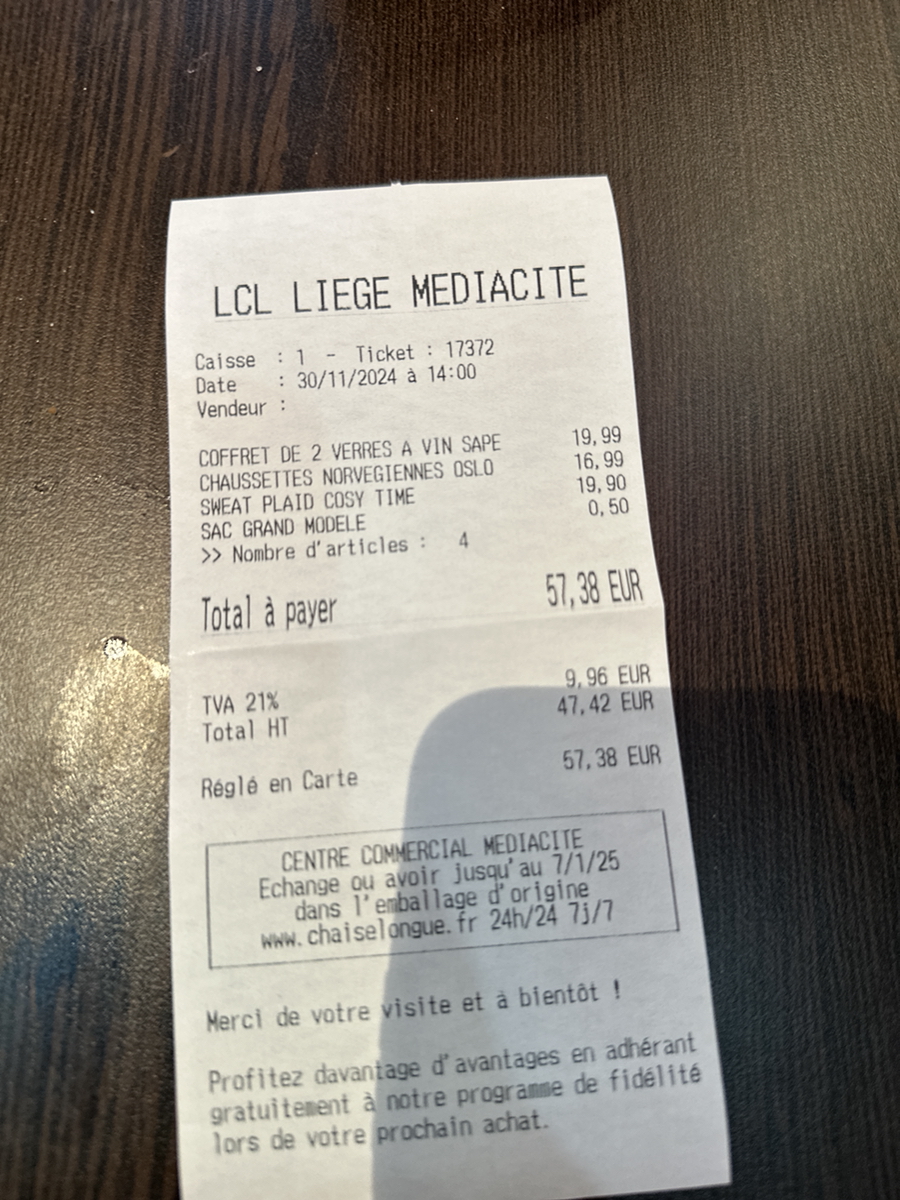 LCL LIEGE MEDIACITE
Caisse : 1 - Ticket : 17372
Date : 30/11/2024 à 14:00
Vendeur :
COFFRET DE 2 VERRES A VIN SAPE 19,99
CHAUSSETTES NORVEGIENNES OSLO 16,99
SWEAT PLAID COSY TIME 19,90
SAC GRAND MODELE 0,50
>> Nombre d'articles : 4
Total à payer 57,38 EUR
TVA 21% 9,96 EUR
Total HT 47,42 EUR
Réglé en Carte 57,38 EUR
CENTRE COMMERCIAL MEDIACITE
Echange ou avoir jusqu'au 7/1/25
dans l'emballage d'origine
www.chaiselongue.fr 24h/24 7j/7
Merci de votre visite et à bientôt !
Profitez davantage d'avantages en adhérant
gratuitement à notre programme de fidélité
lors de votre prochain achat.